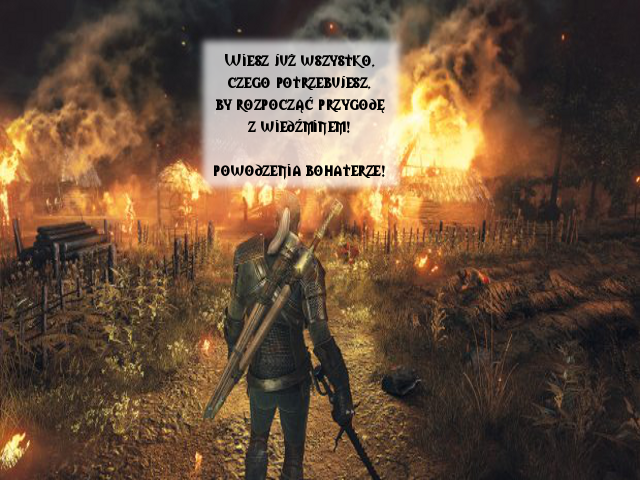 Wiesz już wszystko,
czego potrzebujesz,
by rozpocząć przygodę
z Wiedźminem!
Powodzenia bohaterze!